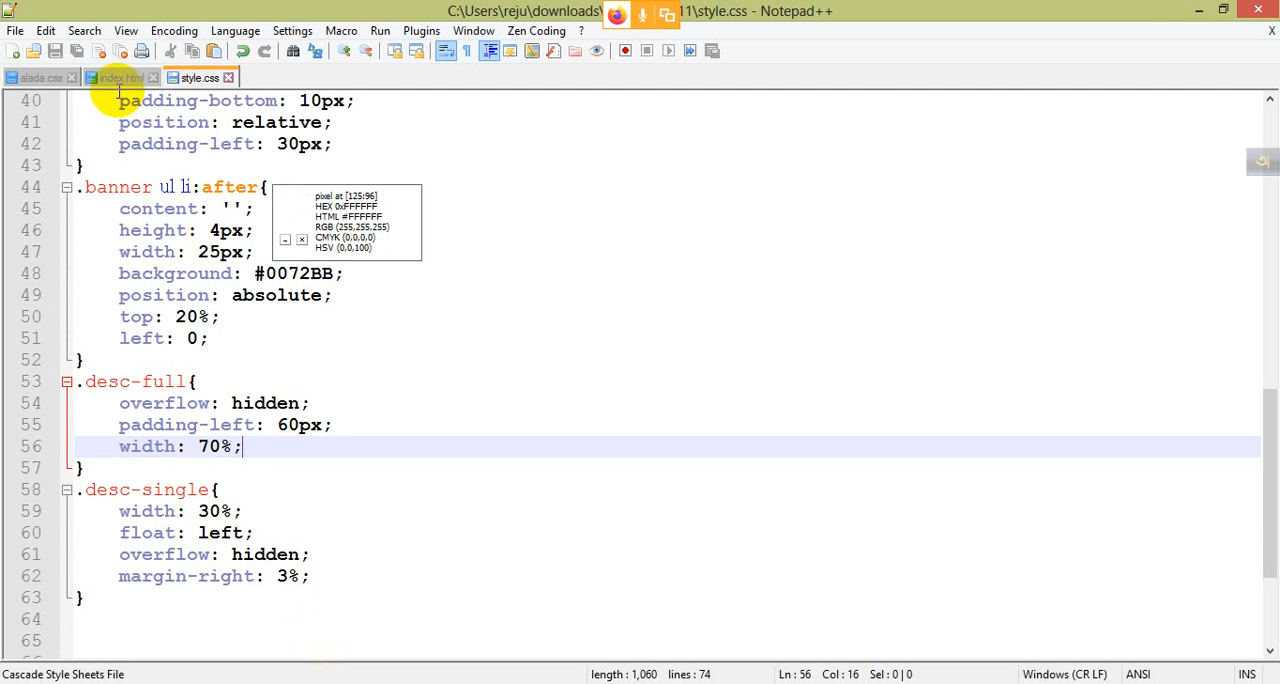 C:\Users\reju\downloads\ 11\style.css - Notepad++
X
File Edit Search View Encoding Language Settings Macro Run Plugins Window Zen Coding ? X
alada.css index.html style.css
40 padding-bottom: 10px;
41 position: relative;
42 padding-left: 30px;
43 }
44 .banner ul li:after{
45 content: '';
46 height: 4px;
47 width: 25px;
48 background: #0072BB;
49 position: absolute;
50 top: 20%;
51 left: 0;
52 }
53 .desc-full{
54 overflow: hidden;
55 padding-left: 60px;
56 width: 70%;
57 }
58 .desc-single{
59 width: 30%;
60 float: left;
61 overflow: hidden;
62 margin-right: 3%;
63 }
64
65
pixel at [125:96]
HEX 0xFFFFFF
HTML #FFFFFF
RGB (255,255,255)
CMYK (0,0,0,0)
HSV (0,0,100)
অ
Cascade Style Sheets File length : 1,060 lines : 74 Ln : 56 Col : 16 Sel : 0 | 0 Windows (CR LF) ANSI INS